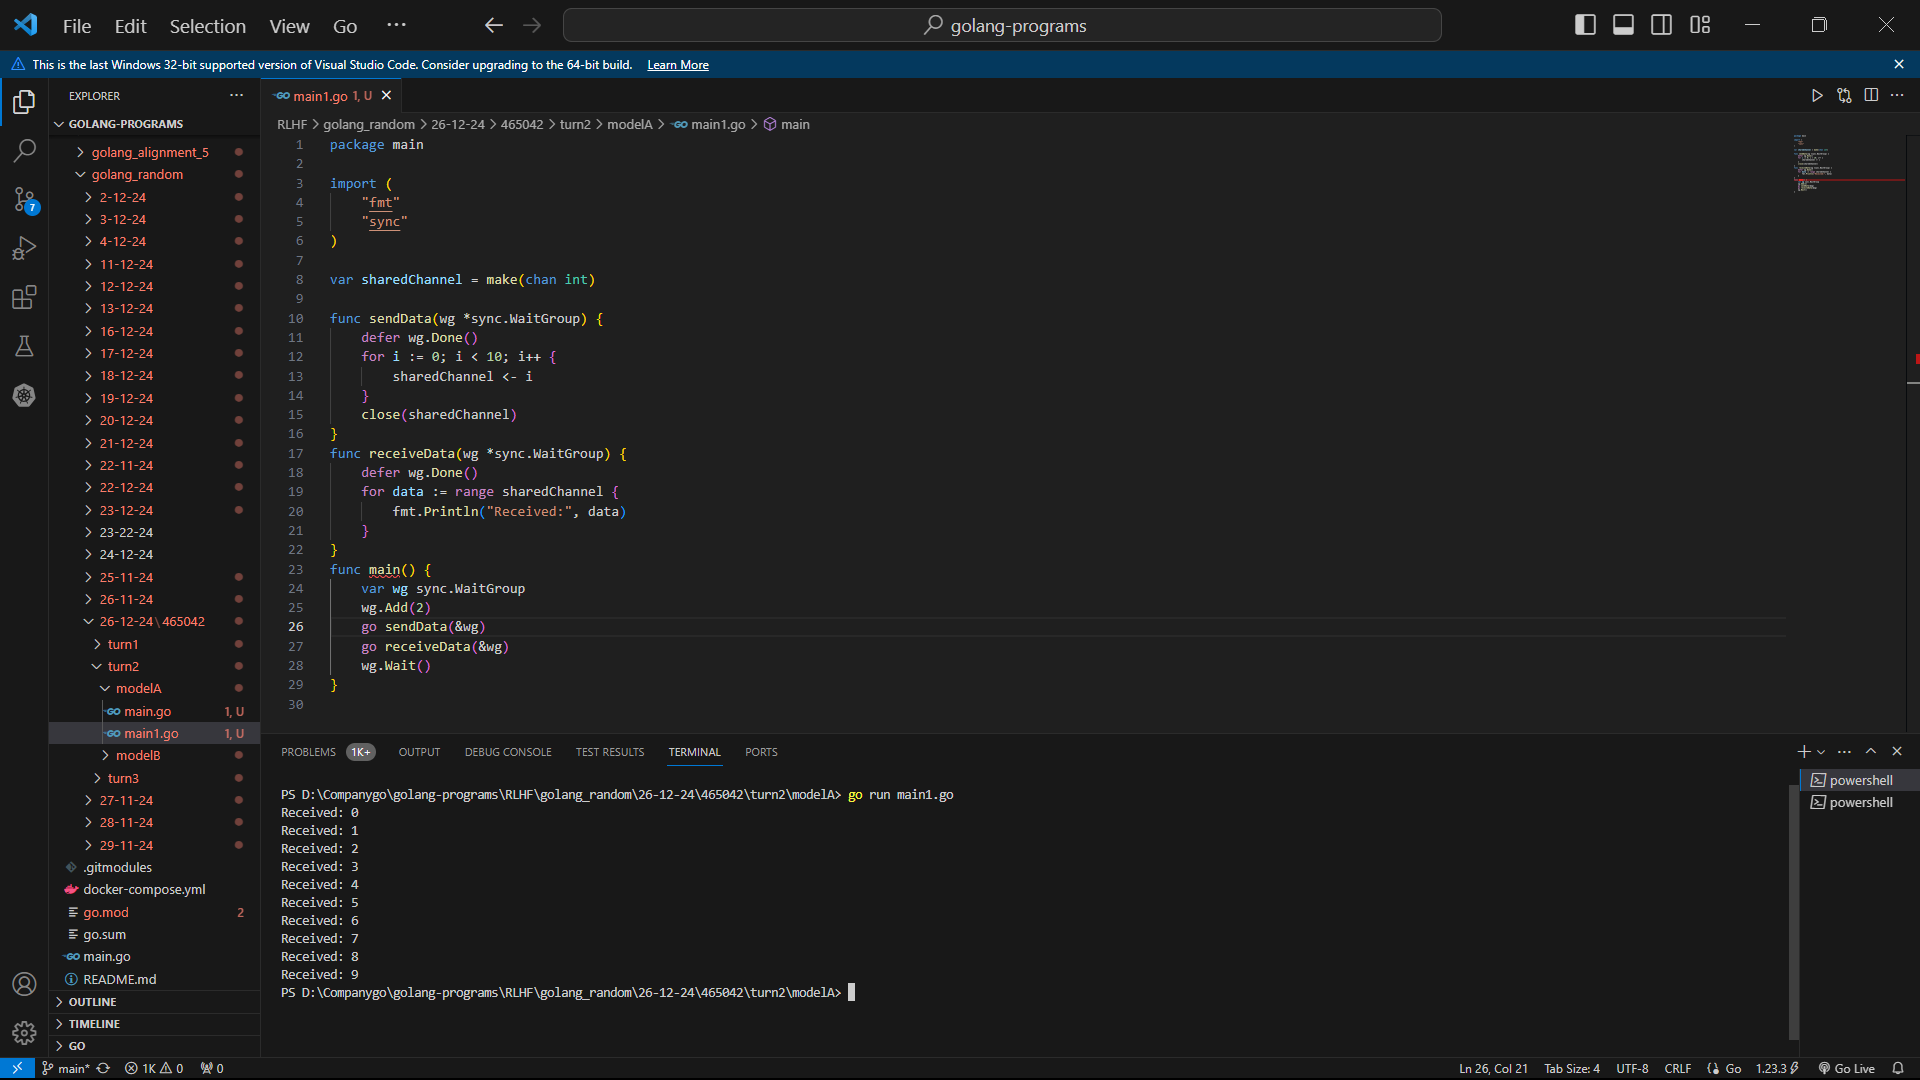 File Edit Selection View Go ··· golang-programs
This is the last Windows 32-bit supported version of Visual Studio Code. Consider upgrading to the 64-bit build. Learn More
EXPLORER ···
GOLANG-PROGRAMS
golang_alignment_5
golang_random
2-12-24
3-12-24
4-12-24
11-12-24
12-12-24
13-12-24
16-12-24
17-12-24
18-12-24
19-12-24
20-12-24
21-12-24
22-11-24
22-12-24
23-12-24
23-22-24
24-12-24
25-11-24
26-11-24
26-12-24\465042
turn1
turn2
modelA
main.go 1, U
main1.go 1, U
modelB
turn3
27-11-24
28-11-24
29-11-24
.gitmodules
docker-compose.yml
go.mod 2
go.sum
main.go
README.md
OUTLINE
TIMELINE
GO
7
main1.go 1, U
RLHF > golang_random > 26-12-24 > 465042 > turn2 > modelA > main1.go > main
1 package main
2
3 import (
4 "fmt"
5 "sync"
6 )
7
8 var sharedChannel = make(chan int)
9
10 func sendData(wg *sync.WaitGroup) {
11 defer wg.Done()
12 for i := 0; i < 10; i++ {
13 sharedChannel <- i
14 }
15 close(sharedChannel)
16 }
17 func receiveData(wg *sync.WaitGroup) {
18 defer wg.Done()
19 for data := range sharedChannel {
20 fmt.Println("Received:", data)
21 }
22 }
23 func main() {
24 var wg sync.WaitGroup
25 wg.Add(2)
26 go sendData(&wg)
27 go receiveData(&wg)
28 wg.Wait()
29 }
30
PROBLEMS 1K+ OUTPUT DEBUG CONSOLE TEST RESULTS TERMINAL PORTS
PS D:\Companygo\golang-programs\RLHF\golang_random\26-12-24\465042\turn2\modelA> go run main1.go
Received: 0
Received: 1
Received: 2
Received: 3
Received: 4
Received: 5
Received: 6
Received: 7
Received: 8
Received: 9
PS D:\Companygo\golang-programs\RLHF\golang_random\26-12-24\465042\turn2\modelA>
powershell
powershell
main* 1K 0 0 Ln 26, Col 21 Tab Size: 4 UTF-8 CRLF Go 1.23.3 Go Live